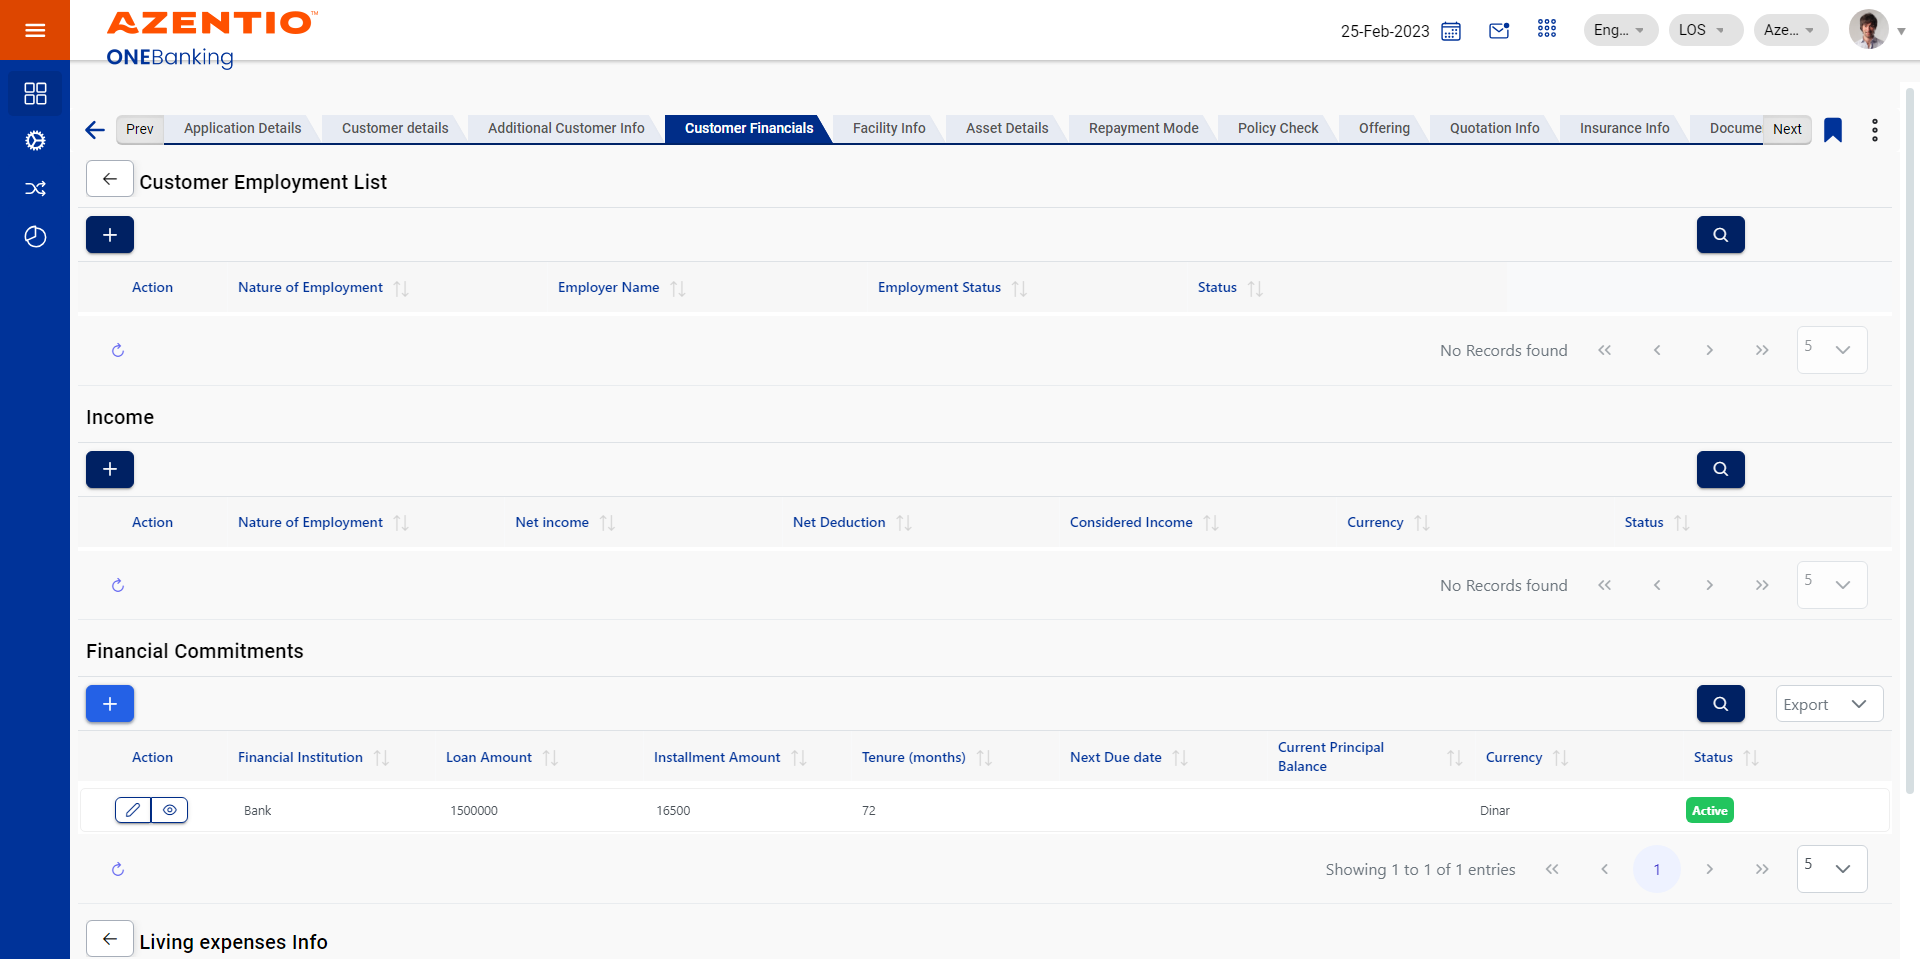 AZENTIO™
ONEBanking
25-Feb-2023
Eng...
LOS
Aze...
Prev
Application Details
Customer details
Additional Customer Info
Customer Financials
Facility Info
Asset Details
Repayment Mode
Policy Check
Offering
Quotation Info
Insurance Info
Docume
Next
Customer Employment List
Action Nature of Employment Employer Name Employment Status Status
No Records found 5
Income
Action Nature of Employment Net income Net Deduction Considered Income Currency Status
No Records found 5
Financial Commitments
Export
Action Financial Institution Loan Amount Installment Amount Tenure (months) Next Due date Current Principal Balance Currency Status
Bank 1500000 16500 72 Dinar Active
Showing 1 to 1 of 1 entries 1 5
Living expenses Info